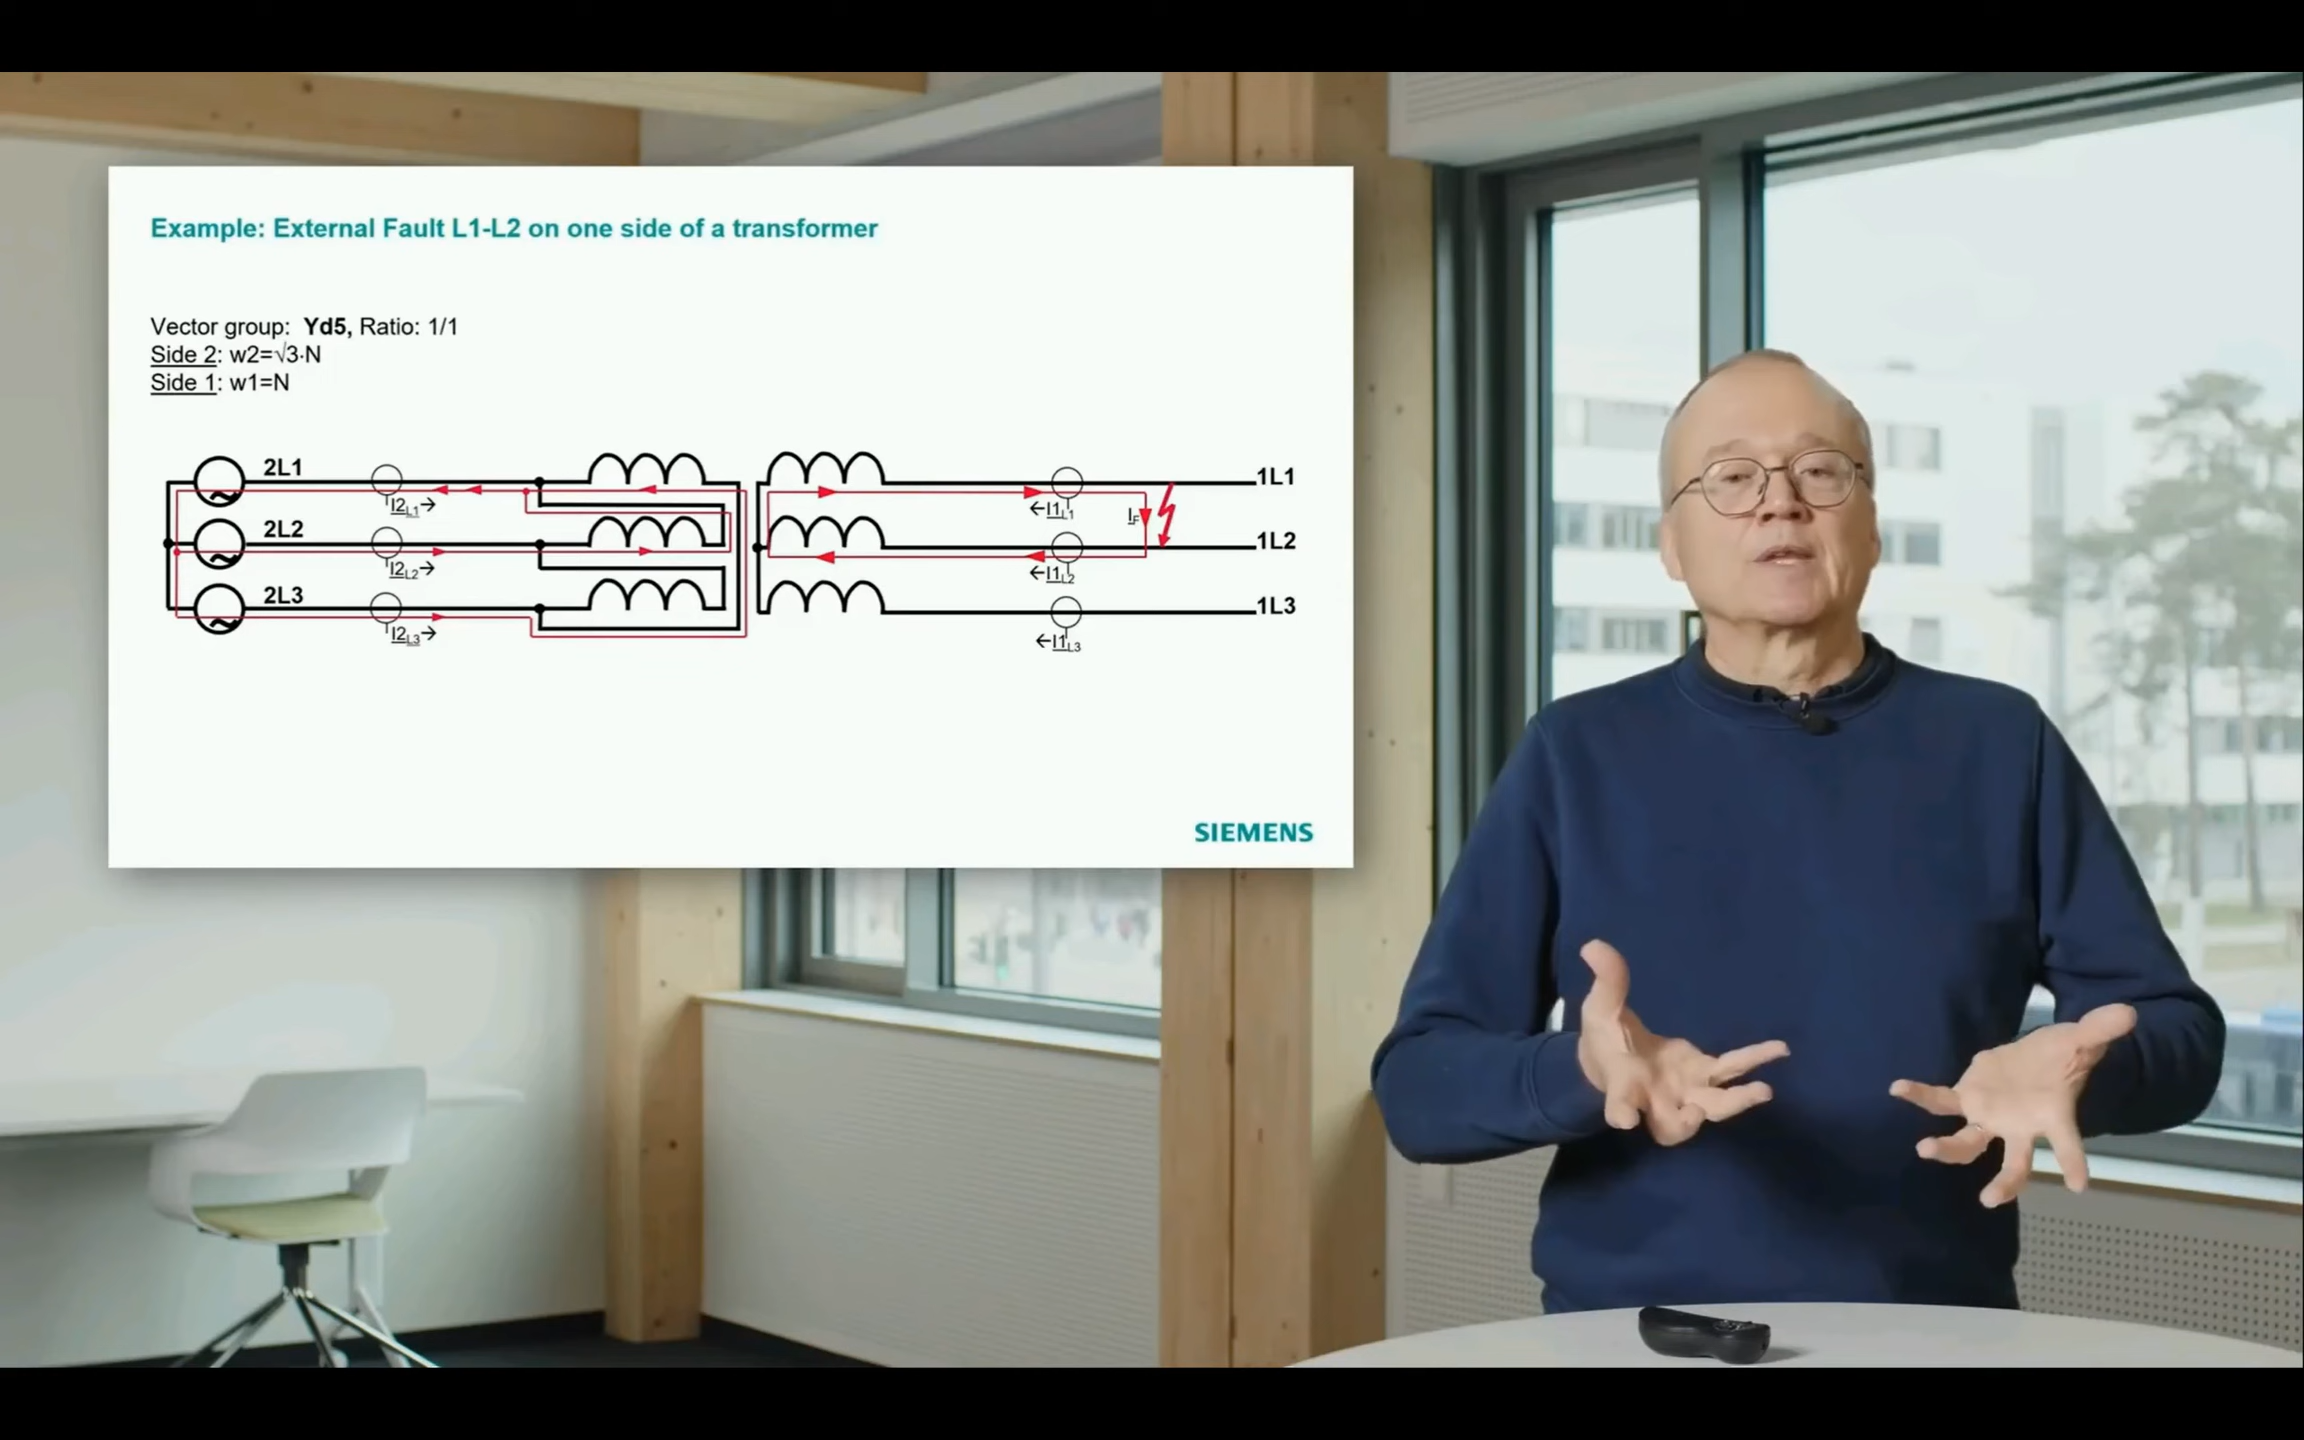 Example: External Fault L1-L2 on one side of a transformer
Vector group: Yd5, Ratio: 1/1
Side 2: w2=√3·N
Side 1: w1=N
2L1
I2L1→
2L2
I2L2→
2L3
I2L3→
1L1
←I1L1
IF
1L2
←I1L2
1L3
←I1L3
SIEMENS